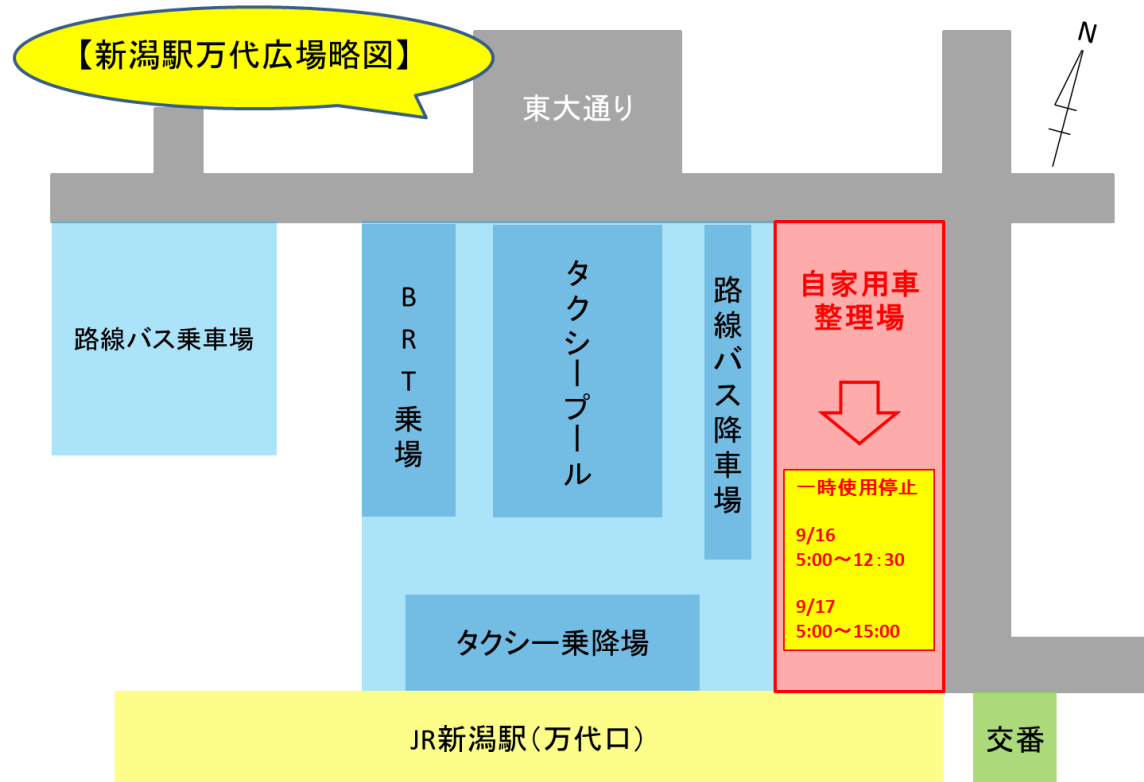 【新潟駅万代広場略図】
東大通り
N
路線バス乗車場
BRT乗場
タクシープール
路線バス降車場
自家用車
整理場
一時使用停止
9/16
5:00～12:30
9/17
5:00～15:00
タクシー乗降場
JR新潟駅(万代口)
交番